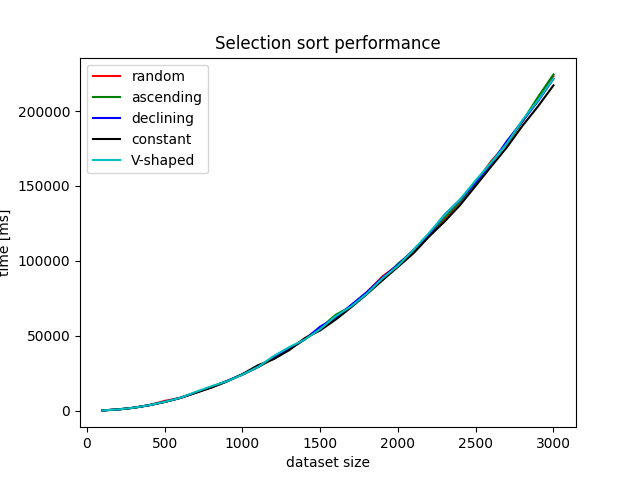 Selection sort performance
random
ascending
declining
constant
V-shaped
200000
150000
100000
50000
0
time [ms]
0 500 1000 1500 2000 2500 3000
dataset size